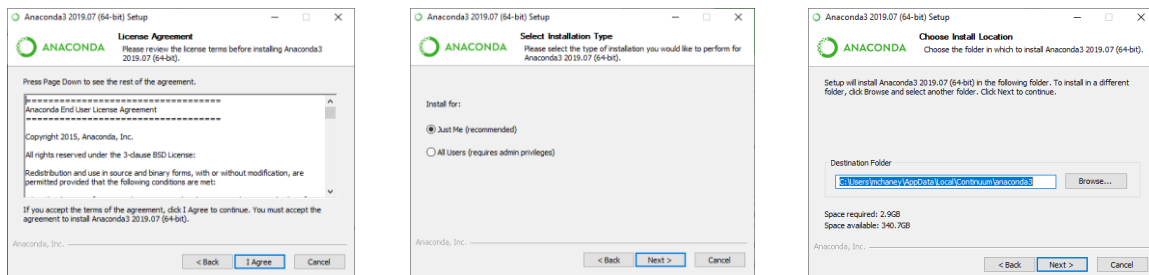 Anaconda3 2019.07 (64-bit) Setup
ANACONDA
License Agreement
Please review the license terms before installing Anaconda3
2019.07 (64-bit).
Press Page Down to see the rest of the agreement.
===================================
Anaconda End User License Agreement
===================================
Copyright 2015, Anaconda, Inc.
All rights reserved under the 3-clause BSD License:
Redistribution and use in source and binary forms, with or without modification, are
permitted provided that the following conditions are met:
If you accept the terms of the agreement, click I Agree to continue. You must accept the
agreement to install Anaconda3 2019.07 (64-bit).
Anaconda, Inc.
< Back
I Agree
Cancel
Anaconda3 2019.07 (64-bit) Setup
ANACONDA
Select Installation Type
Please select the type of installation you would like to perform for
Anaconda3 2019.07 (64-bit).
Install for:
Just Me (recommended)
All Users (requires admin privileges)
Anaconda, Inc.
< Back
Next >
Cancel
Anaconda3 2019.07 (64-bit) Setup
ANACONDA
Choose Install Location
Choose the folder in which to install Anaconda3 2019.07 (64-bit).
Setup will install Anaconda3 2019.07 (64-bit) in the following folder. To install in a different
folder, click Browse and select another folder. Click Next to continue.
Destination Folder
C:\Users\mchaney\AppData\Local\Continuum\anaconda3
Browse...
Space required: 2.9GB
Space available: 340.7GB
Anaconda, Inc.
< Back
Next >
Cancel